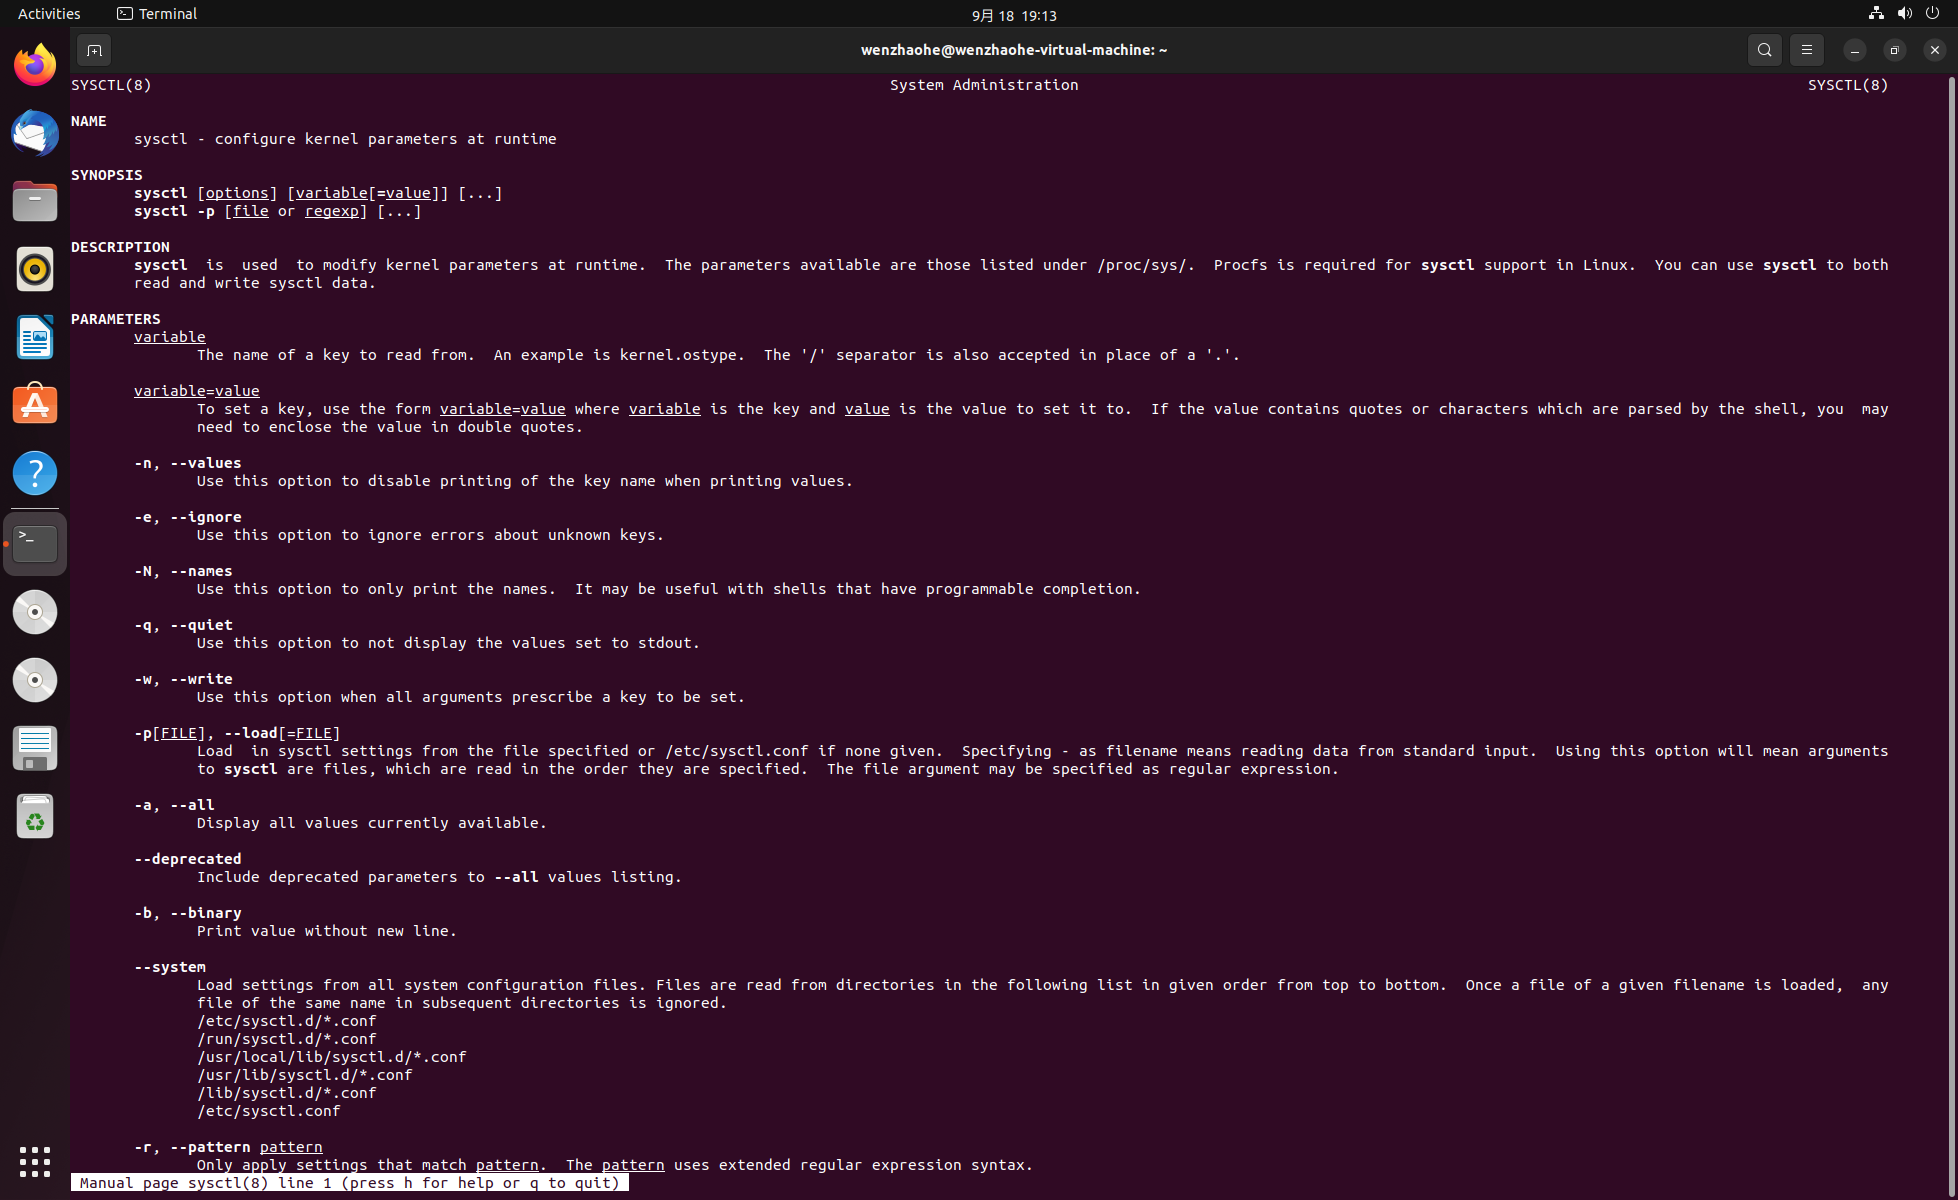 Activities Terminal 9月 18 19:13
wenzhaohe@wenzhaohe-virtual-machine: ~
SYSCTL(8) System Administration SYSCTL(8)
NAME
sysctl - configure kernel parameters at runtime
SYNOPSIS
sysctl [options] [variable[=value]] [...]
sysctl -p [file or regexp] [...]
DESCRIPTION
sysctl is used to modify kernel parameters at runtime. The parameters available are those listed under /proc/sys/. Procfs is required for sysctl support in Linux. You can use sysctl to both
read and write sysctl data.
PARAMETERS
variable
The name of a key to read from. An example is kernel.ostype. The '/' separator is also accepted in place of a '.'.
variable=value
To set a key, use the form variable=value where variable is the key and value is the value to set it to. If the value contains quotes or characters which are parsed by the shell, you may
need to enclose the value in double quotes.
-n, --values
Use this option to disable printing of the key name when printing values.
-e, --ignore
Use this option to ignore errors about unknown keys.
-N, --names
Use this option to only print the names. It may be useful with shells that have programmable completion.
-q, --quiet
Use this option to not display the values set to stdout.
-w, --write
Use this option when all arguments prescribe a key to be set.
-p[FILE], --load[=FILE]
Load in sysctl settings from the file specified or /etc/sysctl.conf if none given. Specifying - as filename means reading data from standard input. Using this option will mean arguments
to sysctl are files, which are read in the order they are specified. The file argument may be specified as regular expression.
-a, --all
Display all values currently available.
--deprecated
Include deprecated parameters to --all values listing.
-b, --binary
Print value without new line.
--system
Load settings from all system configuration files. Files are read from directories in the following list in given order from top to bottom. Once a file of a given filename is loaded, any
file of the same name in subsequent directories is ignored.
/etc/sysctl.d/*.conf
/run/sysctl.d/*.conf
/usr/local/lib/sysctl.d/*.conf
/usr/lib/sysctl.d/*.conf
/lib/sysctl.d/*.conf
/etc/sysctl.conf
-r, --pattern pattern
Only apply settings that match pattern. The pattern uses extended regular expression syntax.
Manual page sysctl(8) line 1 (press h for help or q to quit)